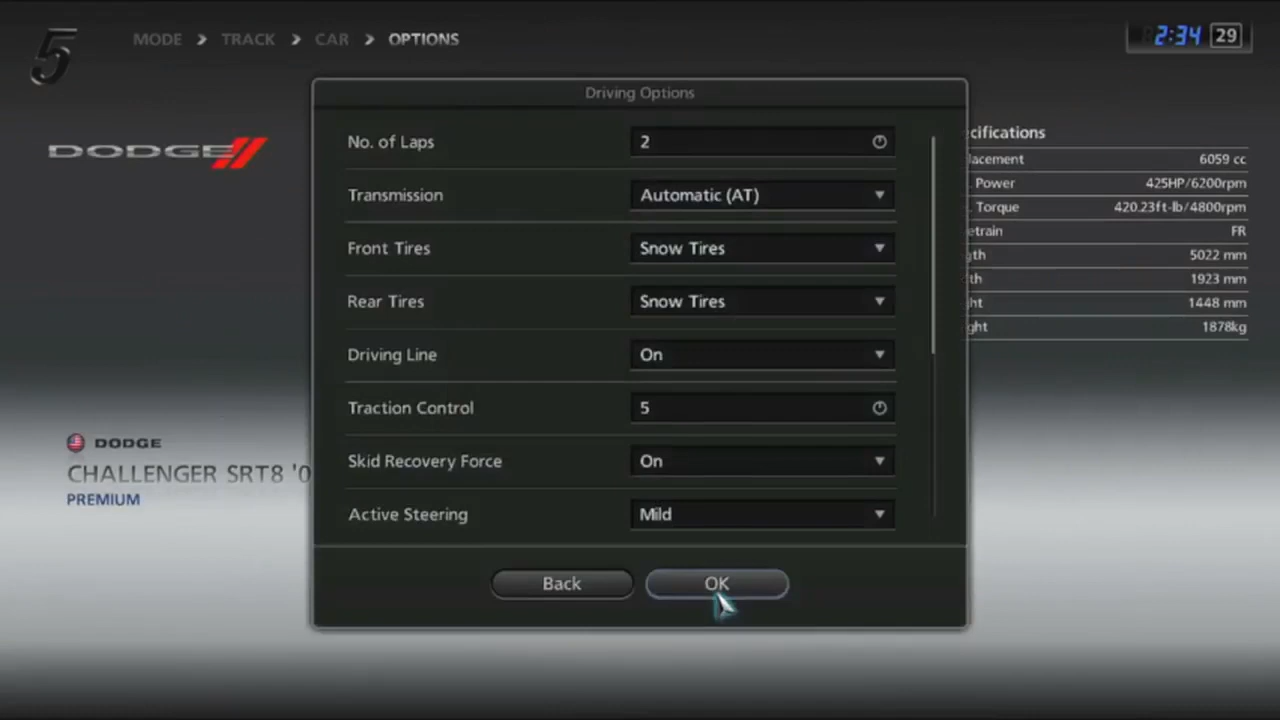 5
MODE > TRACK > CAR > OPTIONS
2:34 29
DODGE
Driving Options
No. of Laps 2
Transmission Automatic (AT)
Front Tires Snow Tires
Rear Tires Snow Tires
Driving Line On
Traction Control 5
Skid Recovery Force On
Active Steering Mild
Back OK
cifications
lacement 6059 cc
. Power 425HP/6200rpm
. Torque 420.23ft-lb/4800rpm
etrain FR
gth 5022 mm
th 1923 mm
ht 1448 mm
ght 1878kg
DODGE
CHALLENGER SRT8 '0
PREMIUM